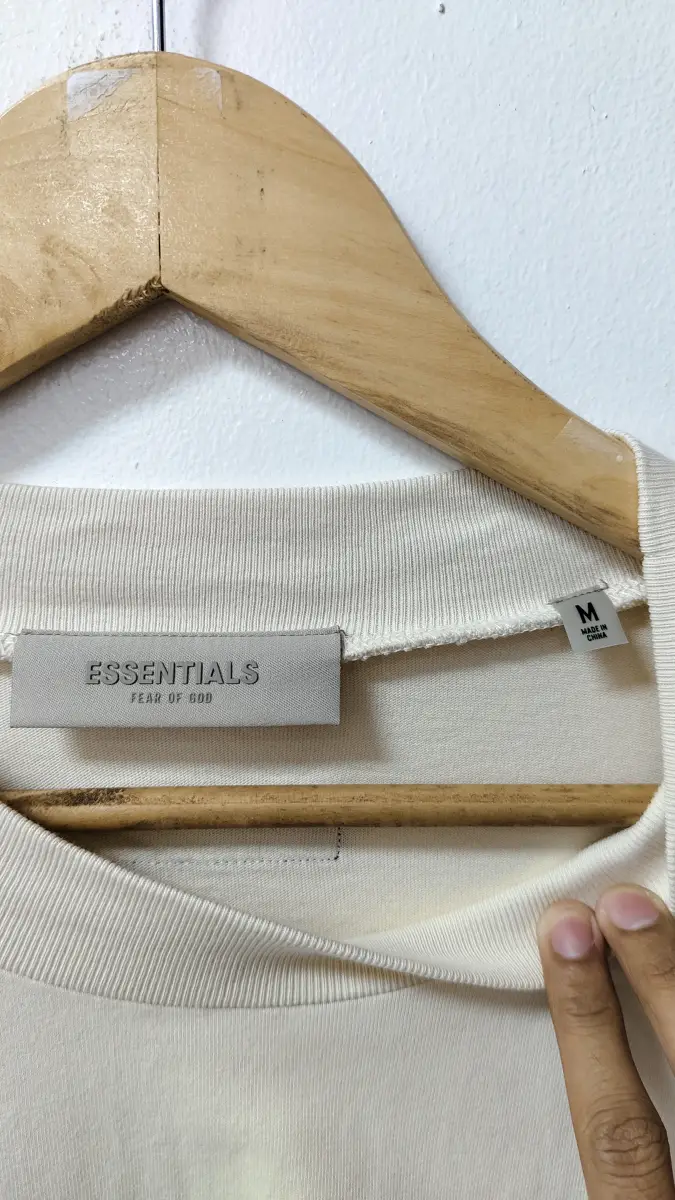 M
MADE IN
CHINA
ESSENTIALS
FEAR OF GOD